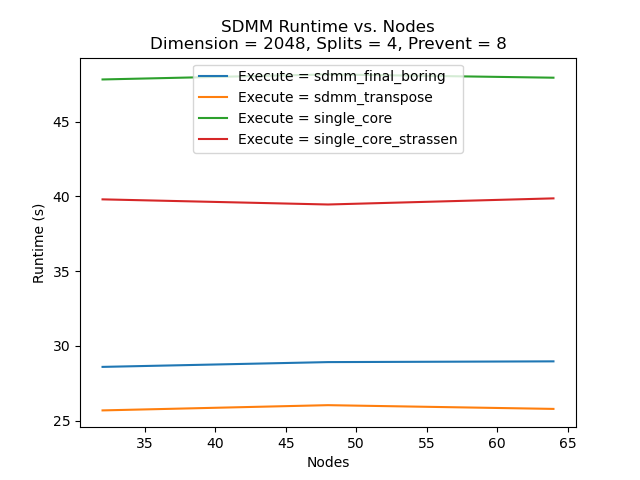 SDMM Runtime vs. Nodes
Dimension = 2048, Splits = 4, Prevent = 8
Execute = sdmm_final_boring
Execute = sdmm_transpose
Execute = single_core
Execute = single_core_strassen
45
40
35
30
25
Runtime (s)
35 40 45 50 55 60 65
Nodes